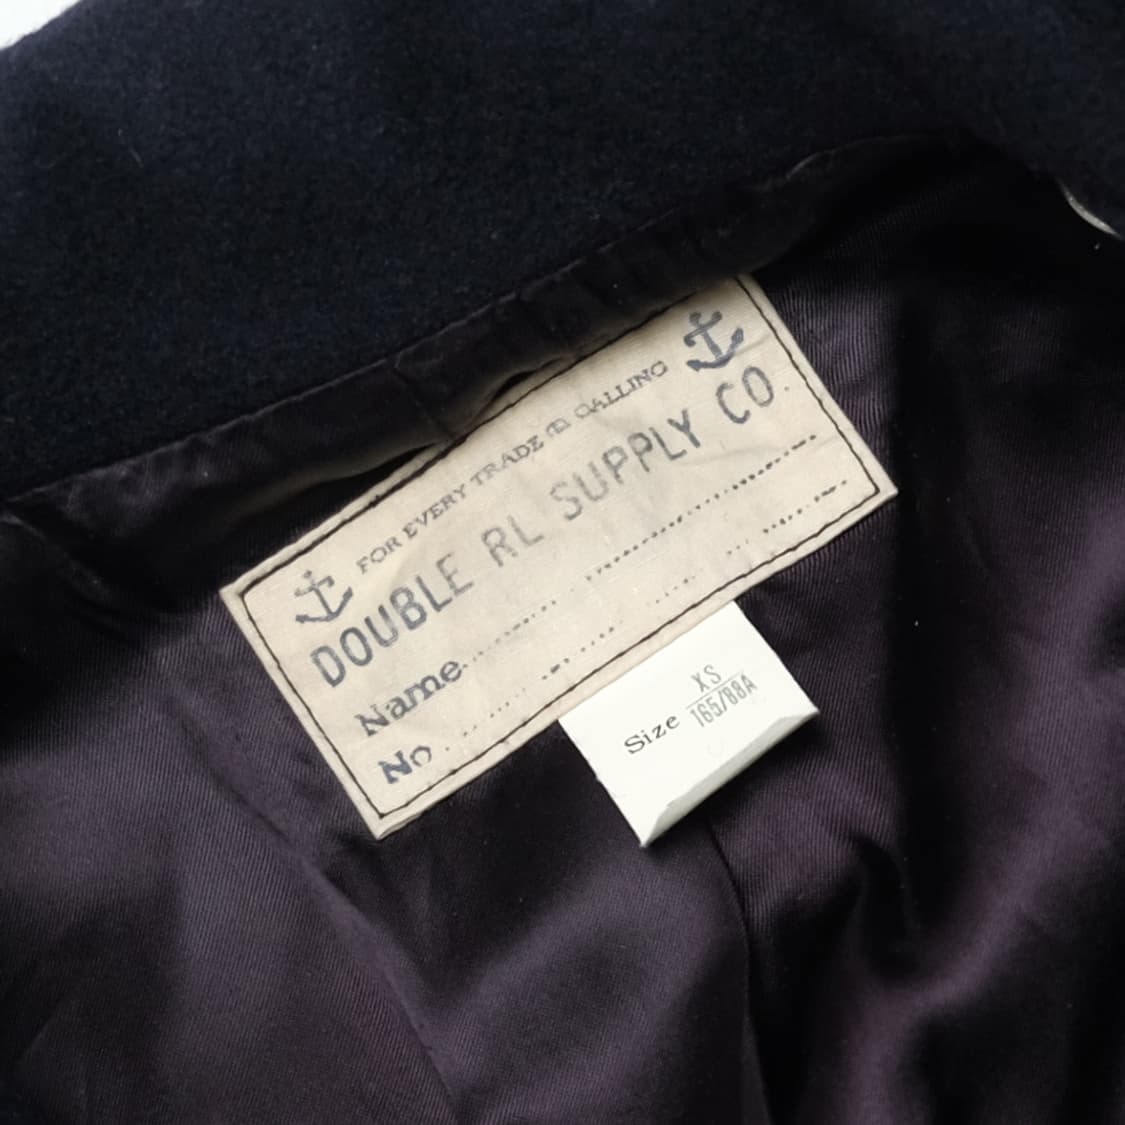 FOR EVERY TRADE & CALLING
DOUBLE RL SUPPLY CO.
Name
No
Size XS
165/88A